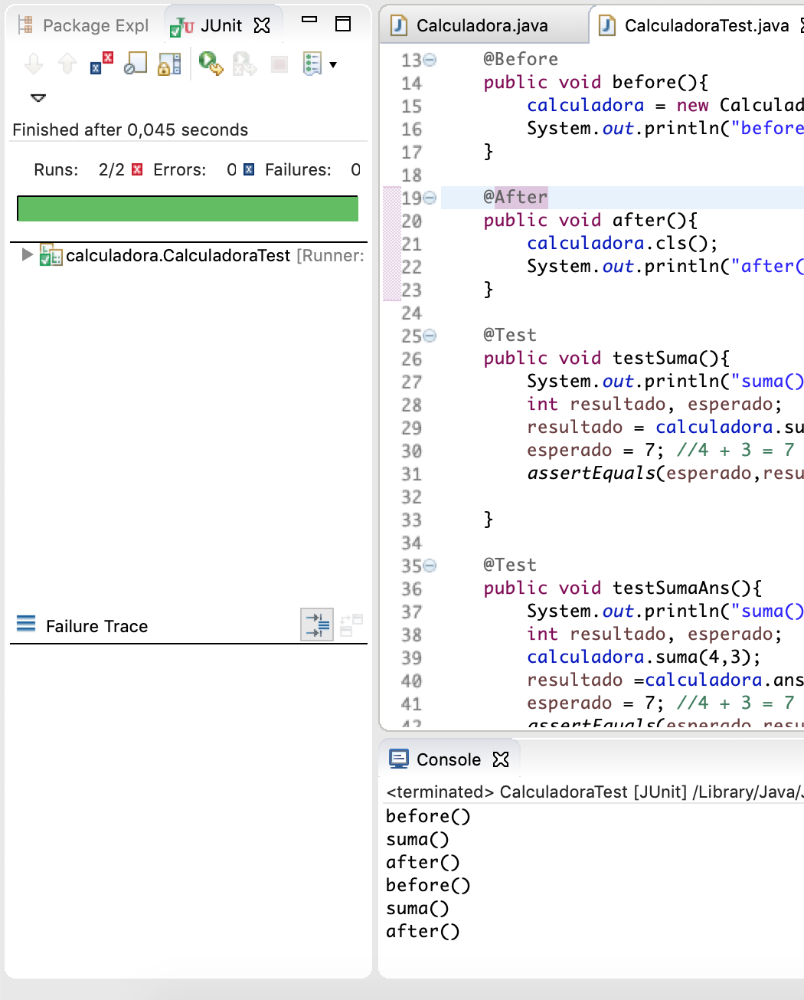 Package Expl
JUnit
Finished after 0,045 seconds
Runs: 2/2 Errors: 0 Failures: 0
calculadora.CalculadoraTest [Runner:
Failure Trace
Calculadora.java
CalculadoraTest.java
13 @Before
14 public void before(){
15 calculadora = new Calculad
16 System.out.println("before
17 }
18
19 @After
20 public void after(){
21 calculadora.cls();
22 System.out.println("after(
23 }
24
25 @Test
26 public void testSuma(){
27 System.out.println("suma()
28 int resultado, esperado;
29 resultado = calculadora.su
30 esperado = 7; //4 + 3 = 7
31 assertEquals(esperado,resu
32
33 }
34
35 @Test
36 public void testSumaAns(){
37 System.out.println("suma()
38 int resultado, esperado;
39 calculadora.suma(4,3);
40 resultado =calculadora.ans
41 esperado = 7; //4 + 3 = 7
42 assertEquals(esperado resu
Console
<terminated> CalculadoraTest [JUnit] /Library/Java/J
before()
suma()
after()
before()
suma()
after()